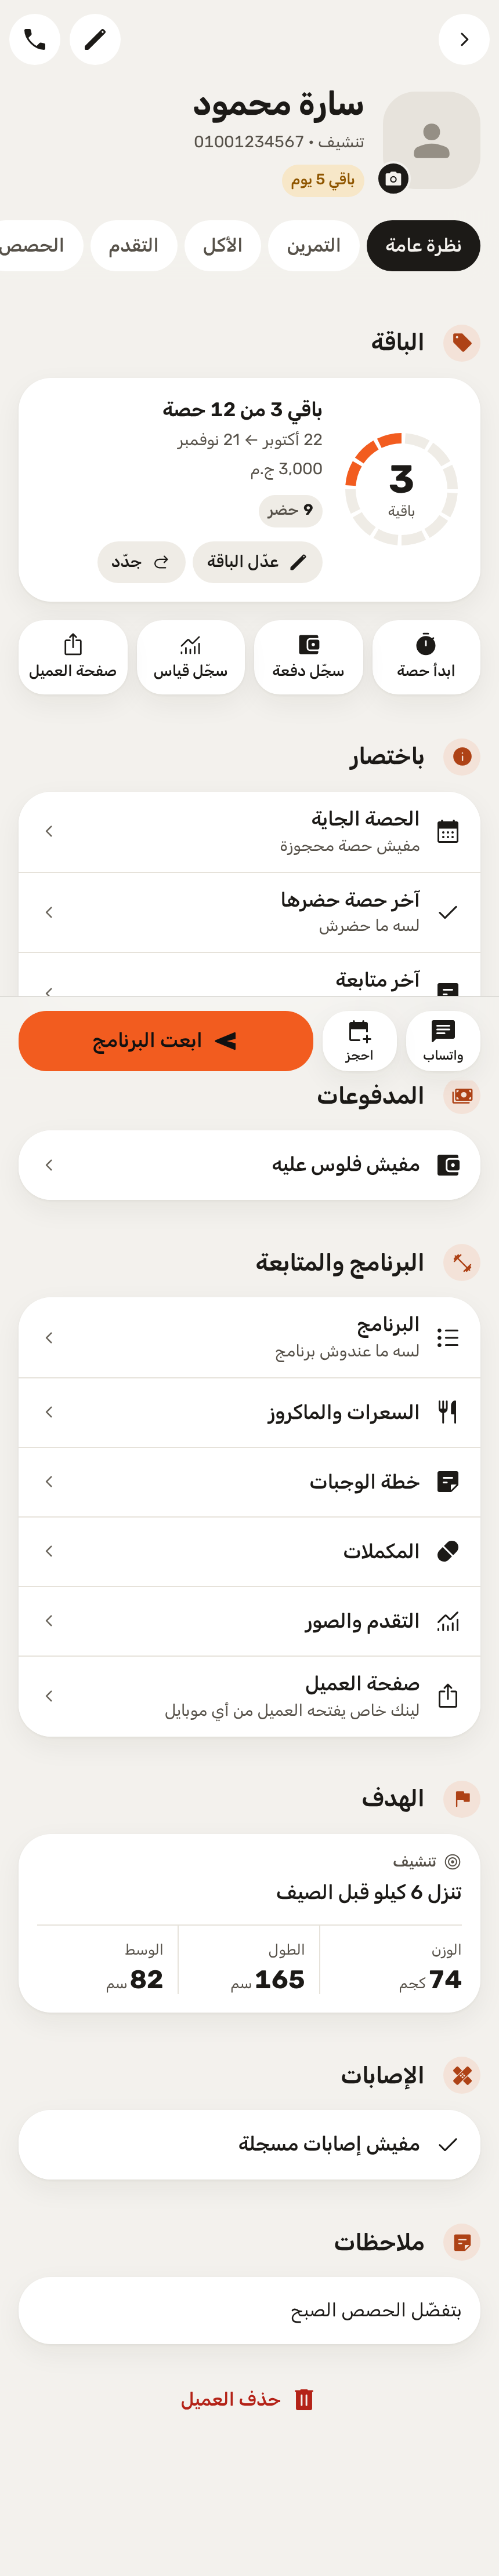 سارة محمود
تنشيف • 01001234567
باقي 5 يوم
نظرة عامة
التمرين
الأكل
التقدم
الحصص
الباقة
3
باقية
باقي 3 من 12 حصة
22 أكتوبر ← 21 نوفمبر
3,000 ج.م
9 حضر
عدّل الباقة
جدّد
ابدأ حصة
سجّل دفعة
سجّل قياس
صفحة العميل
باختصار
الحصة الجاية
مفيش حصة محجوزة
آخر حصة حضرها
لسه ما حضرش
آخر متابعة
واتساب
احجز
ابعت البرنامج
المدفوعات
مفيش فلوس عليه
البرنامج والمتابعة
البرنامج
لسه ما عندوش برنامج
السعرات والماكروز
خطة الوجبات
المكملات
التقدم والصور
صفحة العميل
لينك خاص يفتحه العميل من أي موبايل
الهدف
تنشيف
تنزل 6 كيلو قبل الصيف
الوزن
74 كجم
الطول
165 سم
الوسط
82 سم
الإصابات
مفيش إصابات مسجلة
ملاحظات
بتفضّل الحصص الصبح
حذف العميل